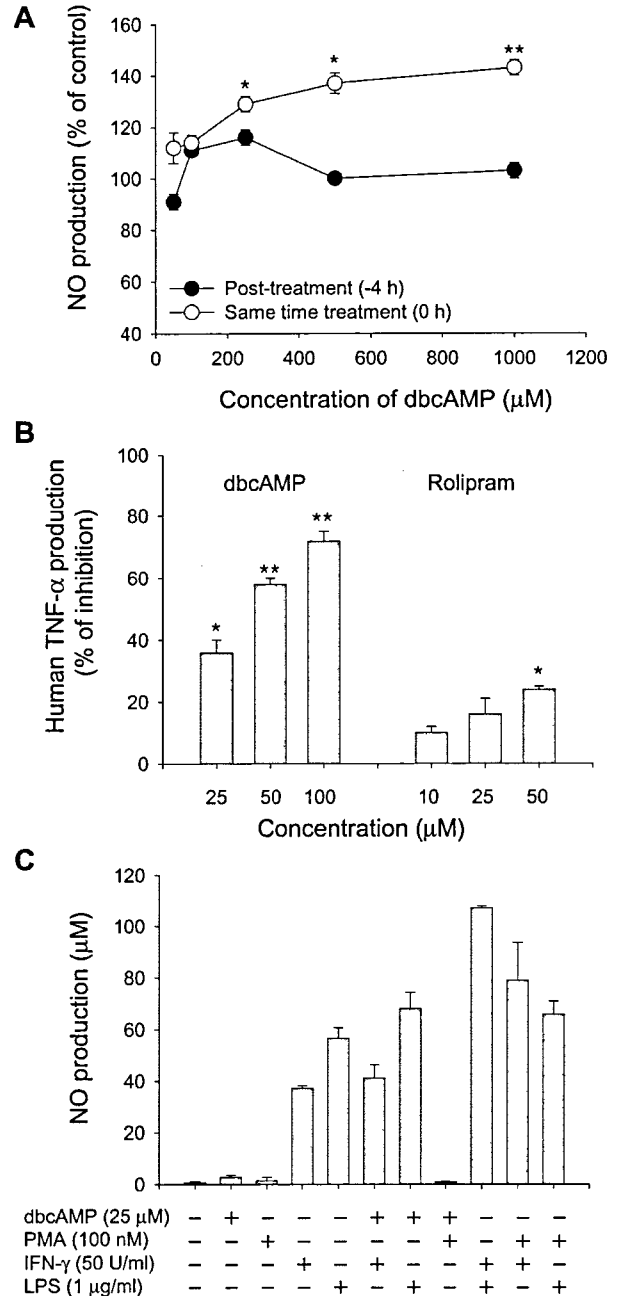 A
NO production (% of control)
160
140
120
100
80
60
40
* * **
Post-treatment (-4 h)
Same time treatment (0 h)
0 200 400 600 800 1000 1200
Concentration of dbcAMP (μM)
B
Human TNF-α production
(% of inhibition)
100
80
60
40
20
0
dbcAMP Rolipram
* ** ** *
25 50 100 10 25 50
Concentration (μM)
C
NO production (μM)
120
100
80
60
40
20
0
dbcAMP (25 μM) − + − − − + + + − − −
PMA (100 nM) − − + − − − − + − + +
IFN-γ (50 U/ml) − − − + − + − − + + −
LPS (1 μg/ml) − − − − + − + − + − +